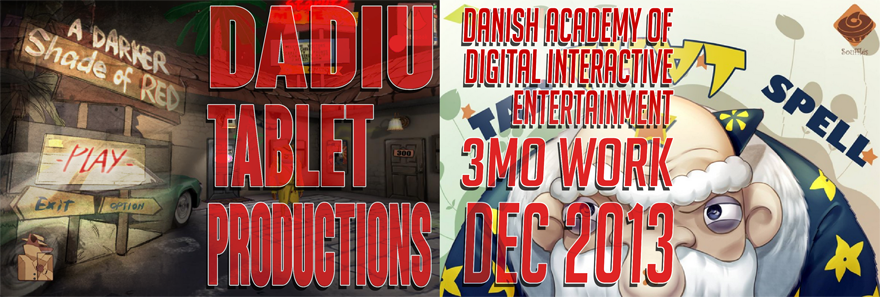 A DARKER
Shade of RED
-PLAY-
EXIT
OPTION
300
DADIU
TABLET
PRODUCTIONS
DANISH ACADEMY OF
DIGITAL INTERACTIVE
ENTERTAINMENT
3MO WORK
DEC 2013
SPELL